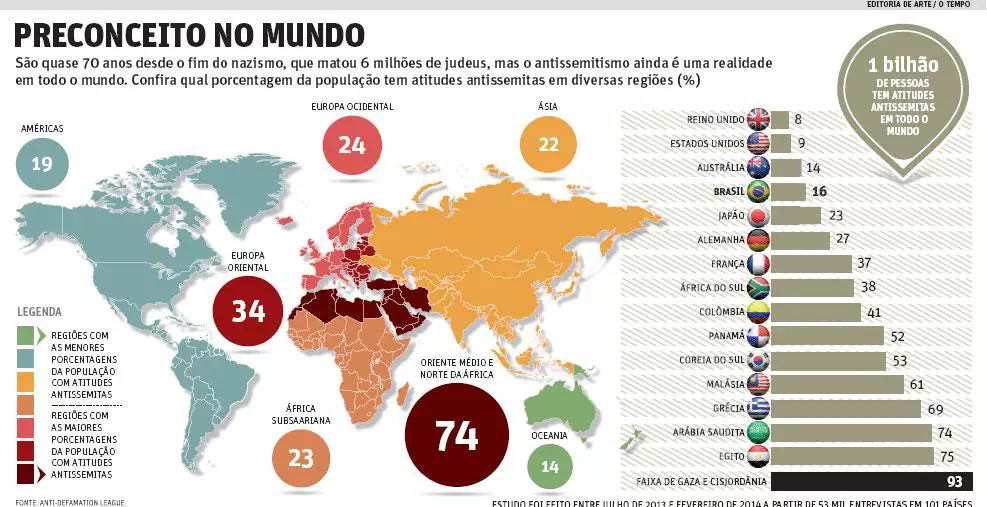 EDITORIA DE ARTE / O TEMPO
PRECONCEITO NO MUNDO
São quase 70 anos desde o fim do nazismo, que matou 6 milhões de judeus, mas o antissemitismo ainda é uma realidade
em todo o mundo. Confira qual porcentagem da população tem atitudes antissemitas em diversas regiões (%)
1 bilhão
DE PESSOAS
TEM ATITUDES
ANTISSEMITAS
EM TODO O
MUNDO
AMÉRICAS
19
EUROPA OCIDENTAL
24
ÁSIA
22
EUROPA
ORIENTAL
34
ORIENTE MÉDIO E
NORTE DA ÁFRICA
74
ÁFRICA
SUBSAARIANA
23
OCEANIA
14
LEGENDA
REGIÕES COM
AS MENORES
PORCENTAGENS
DA POPULAÇÃO
COM ATITUDES
ANTISSEMITAS
REGIÕES COM
AS MAIORES
PORCENTAGENS
DA POPULAÇÃO
COM ATITUDES
ANTISSEMITAS
REINO UNIDO 8
ESTADOS UNIDOS 9
AUSTRÁLIA 14
BRASIL 16
JAPÃO 23
ALEMANHA 27
FRANÇA 37
ÁFRICA DO SUL 38
COLÔMBIA 41
PANAMÁ 52
COREIA DO SUL 53
MALÁSIA 61
GRÉCIA 69
ARÁBIA SAUDITA 74
EGITO 75
FAIXA DE GAZA E CISJORDÂNIA 93
FONTE: ANTI-DEFAMATION LEAGUE
ESTUDO FOI FEITO ENTRE JULHO DE 2013 E FEVEREIRO DE 2014 A PARTIR DE 53 MIL ENTREVISTAS EM 101 PAÍSES